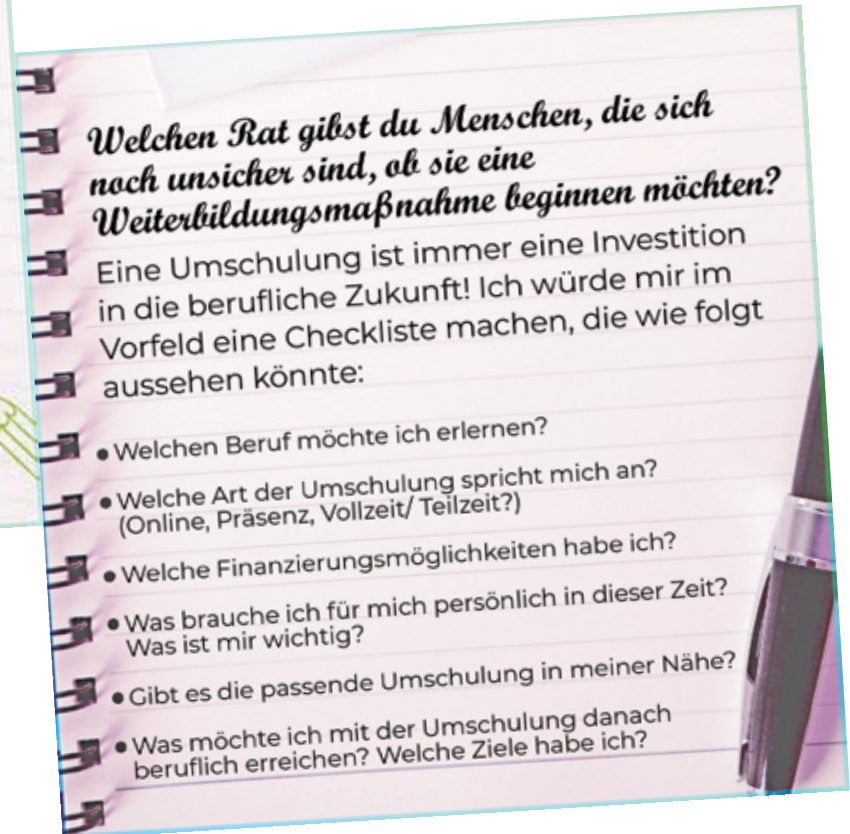 Welchen Rat gibst du Menschen, die sich
noch unsicher sind, ob sie eine
Weiterbildungsmaßnahme beginnen möchten?
Eine Umschulung ist immer eine Investition
in die berufliche Zukunft! Ich würde mir im
Vorfeld eine Checkliste machen, die wie folgt
aussehen könnte:
• Welchen Beruf möchte ich erlernen?
• Welche Art der Umschulung spricht mich an?
(Online, Präsenz, Vollzeit/ Teilzeit?)
• Welche Finanzierungsmöglichkeiten habe ich?
• Was brauche ich für mich persönlich in dieser Zeit?
Was ist mir wichtig?
• Gibt es die passende Umschulung in meiner Nähe?
• Was möchte ich mit der Umschulung danach
beruflich erreichen? Welche Ziele habe ich?